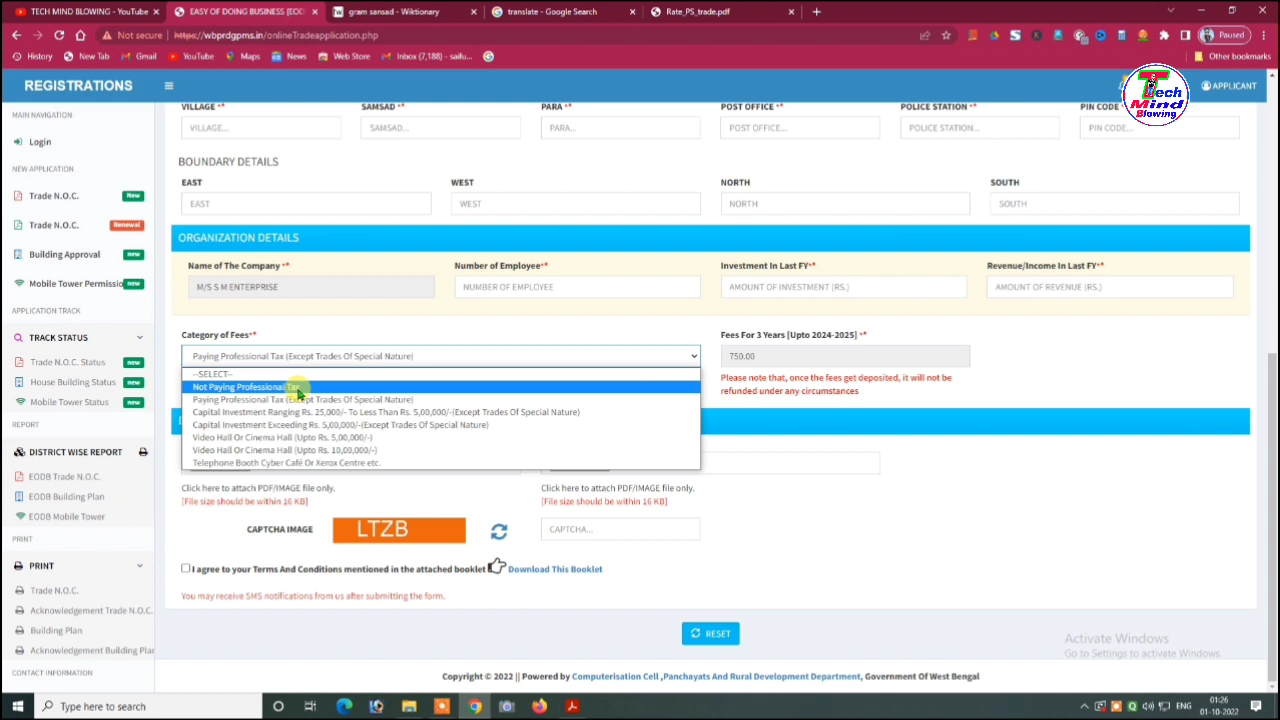 TECH MIND BLOWING - YouTube × EASY OF DOING BUSINESS [EOD × W gram sansad - Wiktionary × translate - Google Search × Rate_PS_trade.pdf × +
Not secure https://wbprdgpms.in/onlineTradeapplication.php Paused
History New Tab Gmail YouTube Maps News Web Store Inbox (7,188) - saifu... Other bookmarks
REGISTRATIONS APPLICANT
Tech
Mind
Blowing
MAIN NAVIGATION
Login
NEW APPLICATION
Trade N.O.C. New
Trade N.O.C. Renewal
Building Approval new
Mobile Tower Permissio new
APPLICATION TRACK
TRACK STATUS
Trade N.O.C. Status new
House Building Status new
Mobile Tower Status new
REPORT
DISTRICT WISE REPORT
EODB Trade N.O.C.
EODB Building Plan
EODB Mobile Tower
PRINT
PRINT
Trade N.O.C.
Acknowledgement Trade N.O.C.
Building Plan
Acknowledgement Building Plan
CONTACT INFORMATION
VILLAGE ** SAMSAD ** PARA ** POST OFFICE ** POLICE STATION ** PIN CODE **
VILLAGE... SAMSAD... PARA... POST OFFICE... POLICE STATION... PIN CODE...
BOUNDARY DETAILS
EAST WEST NORTH SOUTH
EAST WEST NORTH SOUTH
ORGANIZATION DETAILS
Name of The Company ** Number of Employee** Investment In Last FY** Revenue/Income In Last FY**
M/S S M ENTERPRISE NUMBER OF EMPLOYEE AMOUNT OF INVESTMENT (RS.) AMOUNT OF REVENUE (RS.)
Category of Fees** Fees For 3 Years [Upto 2024-2025] **
Paying Professional Tax (Except Trades Of Special Nature) 750.00
--SELECT--
Not Paying Professional Tax
Paying Professional Tax (Except Trades Of Special Nature)
Capital Investment Ranging Rs. 25,000/- To Less Than Rs. 5,00,000/-(Except Trades Of Special Nature)
Capital Investment Exceeding Rs. 5,00,000/-(Except Trades Of Special Nature)
Video Hall Or Cinema Hall (Upto Rs. 5,00,000/-)
Video Hall Or Cinema Hall (Upto Rs. 10,00,000/-)
Telephone Booth Cyber Café Or Xerox Centre etc.
Please note that, once the fees get deposited, it will not be
refunded under any circumstances
Click here to attach PDF/IMAGE file only. Click here to attach PDF/IMAGE file only.
[File size should be within 16 KB] [File size should be within 16 KB]
CAPTCHA IMAGE LTZB CAPTCHA...
I agree to your Terms And Conditions mentioned in the attached booklet Download This Booklet
You may receive SMS notifications from us after submitting the form.
RESET
Activate Windows
Go to Settings to activate Windows.
Copyright © 2022 || Powered by Computerisation Cell ,Panchayats And Rural Development Department, Government Of West Bengal
Type here to search ENG 01:26
01-10-2022